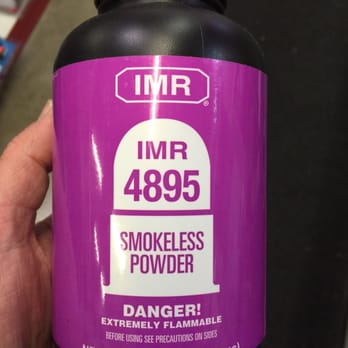 IMR
®
IMR
4895
SMOKELESS
POWDER
DANGER!
EXTREMELY FLAMMABLE
BEFORE USING SEE PRECAUTIONS ON SIDES